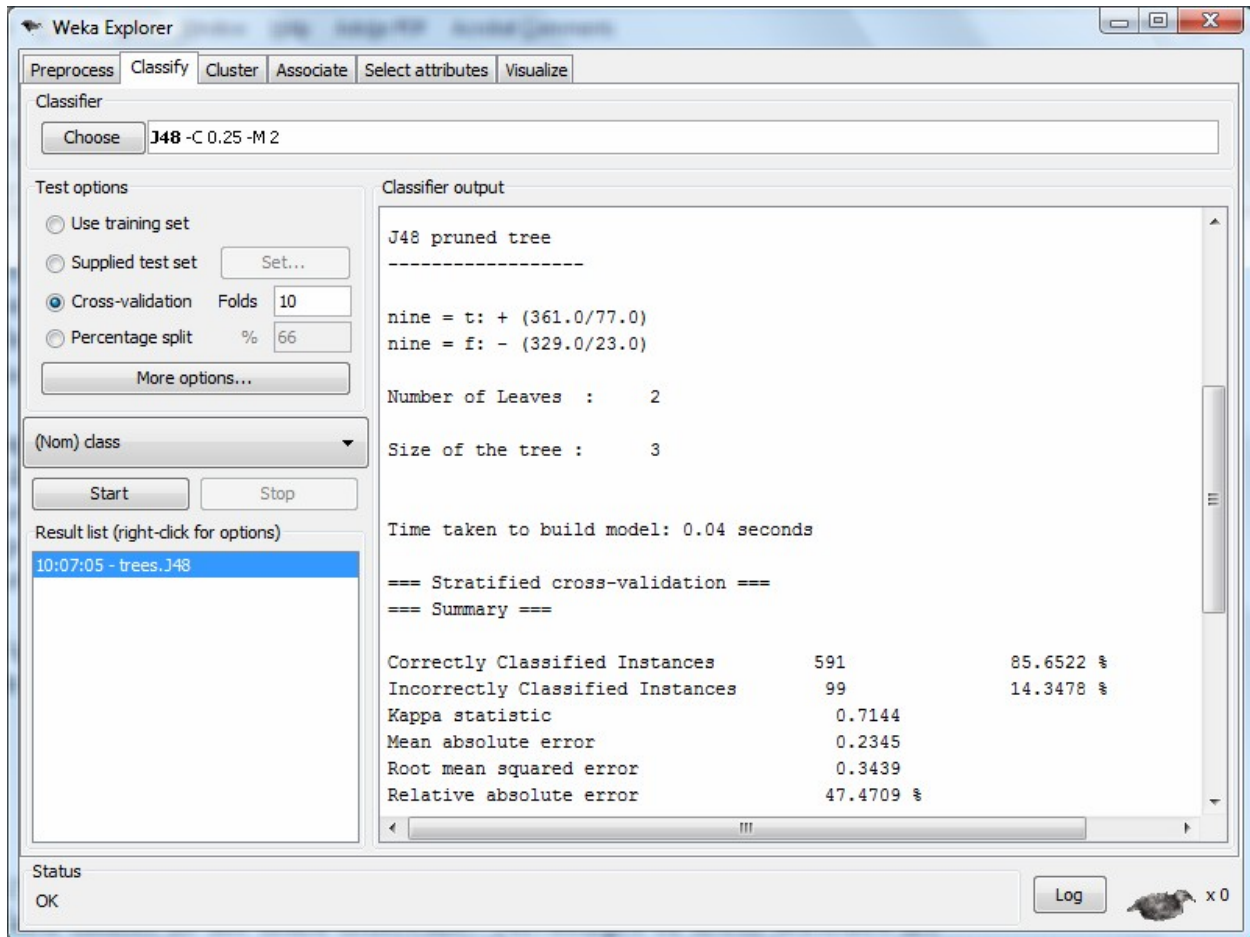 Weka Explorer
Preprocess Classify Cluster Associate Select attributes Visualize
Classifier
Choose J48 -C 0.25 -M 2
Test options
Use training set
Supplied test set Set...
Cross-validation Folds 10
Percentage split % 66
More options...
(Nom) class
Start Stop
Result list (right-click for options)
10:07:05 - trees.J48
Classifier output
J48 pruned tree
------------------
nine = t: + (361.0/77.0)
nine = f: - (329.0/23.0)
Number of Leaves : 2
Size of the tree : 3
Time taken to build model: 0.04 seconds
=== Stratified cross-validation ===
=== Summary ===
Correctly Classified Instances 591 85.6522 %
Incorrectly Classified Instances 99 14.3478 %
Kappa statistic 0.7144
Mean absolute error 0.2345
Root mean squared error 0.3439
Relative absolute error 47.4709 %
Status
OK
Log
x 0